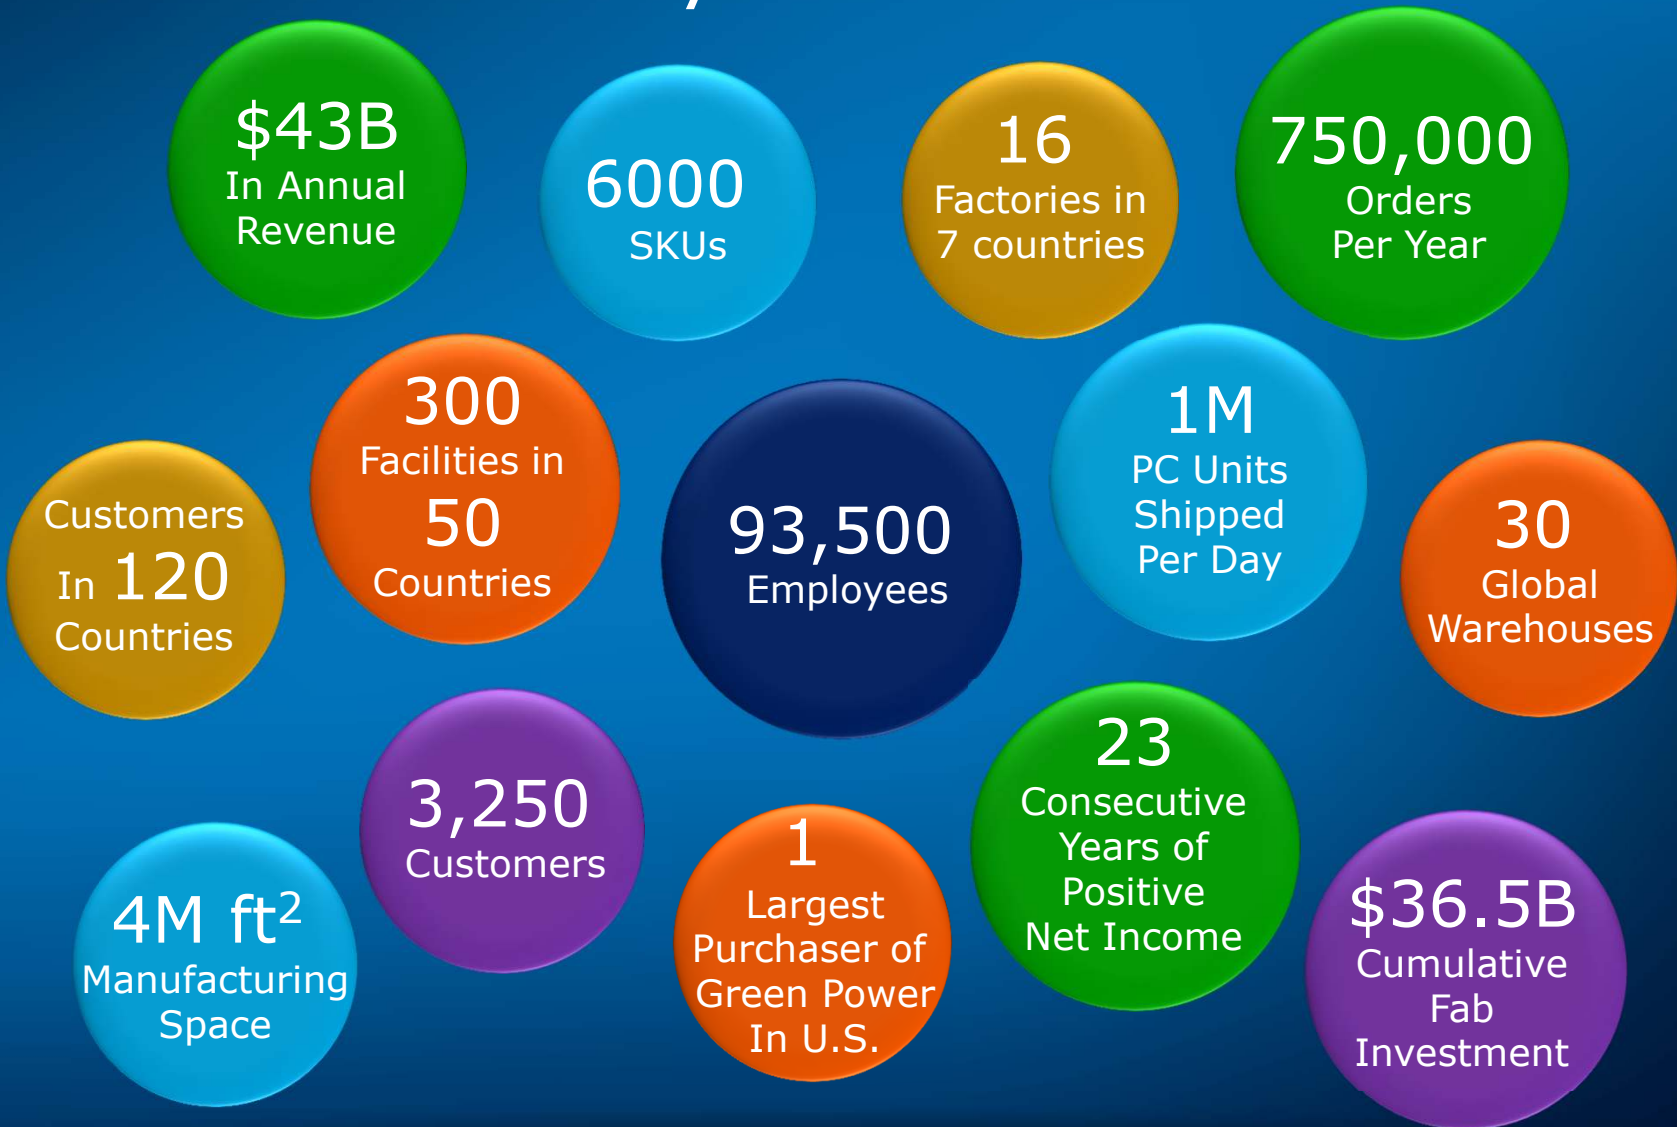 $43B
In Annual
Revenue
6000
SKUs
16
Factories in
7 countries
750,000
Orders
Per Year
Customers
In 120
Countries
300
Facilities in
50
Countries
93,500
Employees
1M
PC Units
Shipped
Per Day
30
Global
Warehouses
4M ft²
Manufacturing
Space
3,250
Customers
1
Largest
Purchaser of
Green Power
In U.S.
23
Consecutive
Years of
Positive
Net Income
$36.5B
Cumulative
Fab
Investment